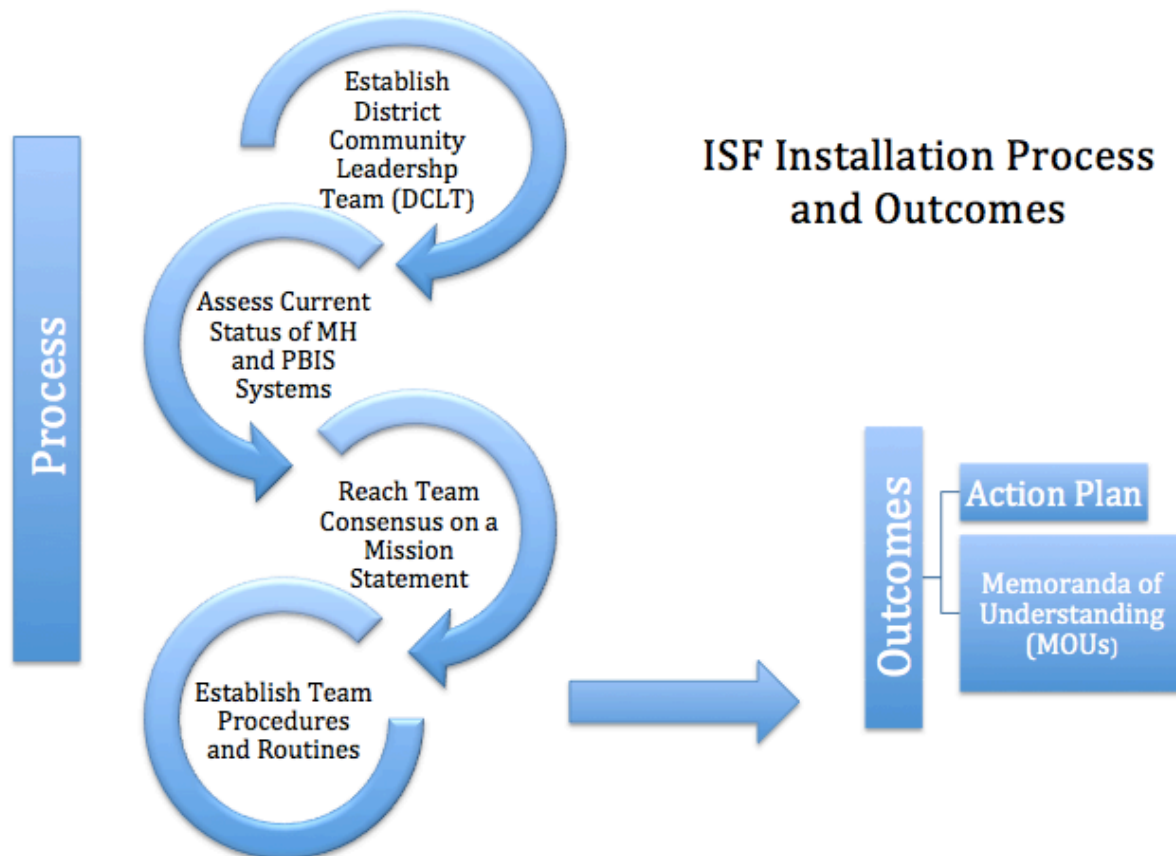 Establish
District
Community
Leadershp
Team (DCLT)
ISF Installation Process
and Outcomes
Process
Assess Current
Status of MH
and PBIS
Systems
Reach Team
Consensus on a
Mission
Statement
Establish Team
Procedures
and Routines
Outcomes
Action Plan
Memoranda of
Understanding
(MOUs)